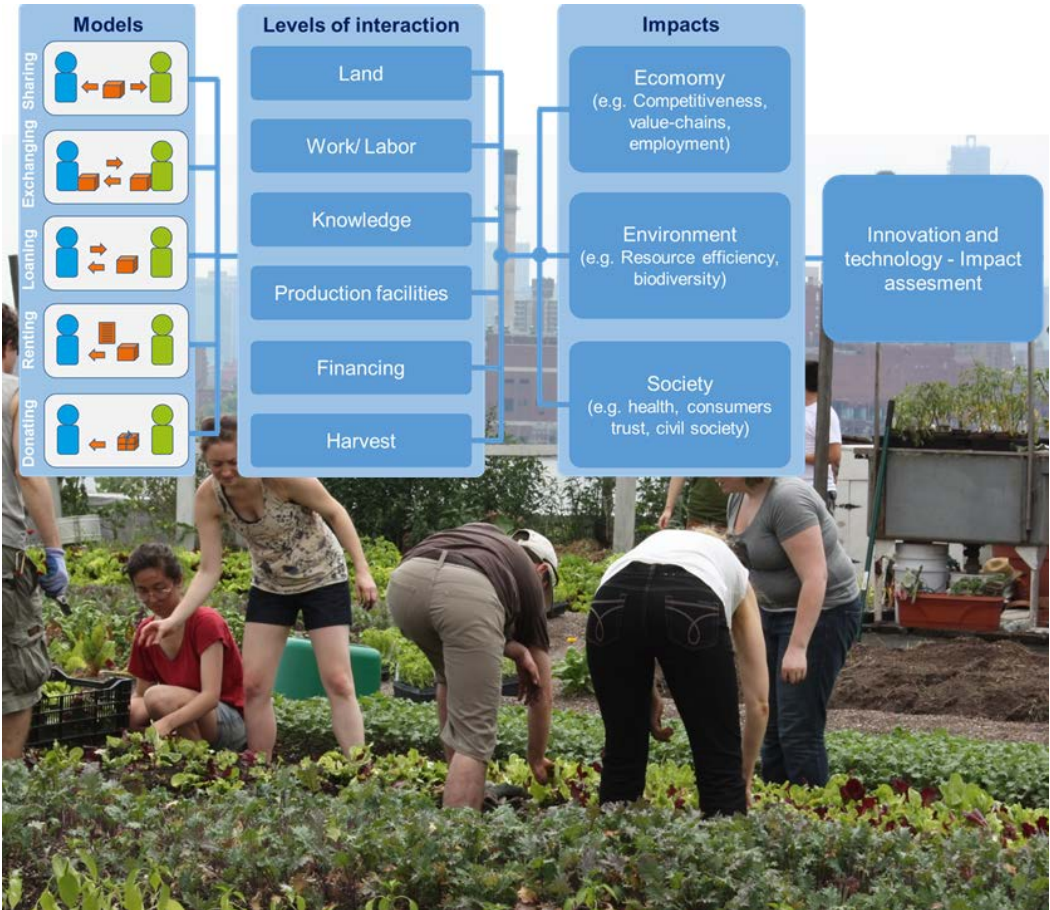 Models
Sharing
Exchanging
Loaning
Renting
Donating
Levels of interaction
Land
Work/ Labor
Knowledge
Production facilities
Financing
Harvest
Impacts
Ecomomy
(e.g. Competitiveness,
value-chains,
employment)
Environment
(e.g. Resource efficiency,
biodiversity)
Society
(e.g. health, consumers
trust, civil society)
Innovation and
technology - Impact
assesment